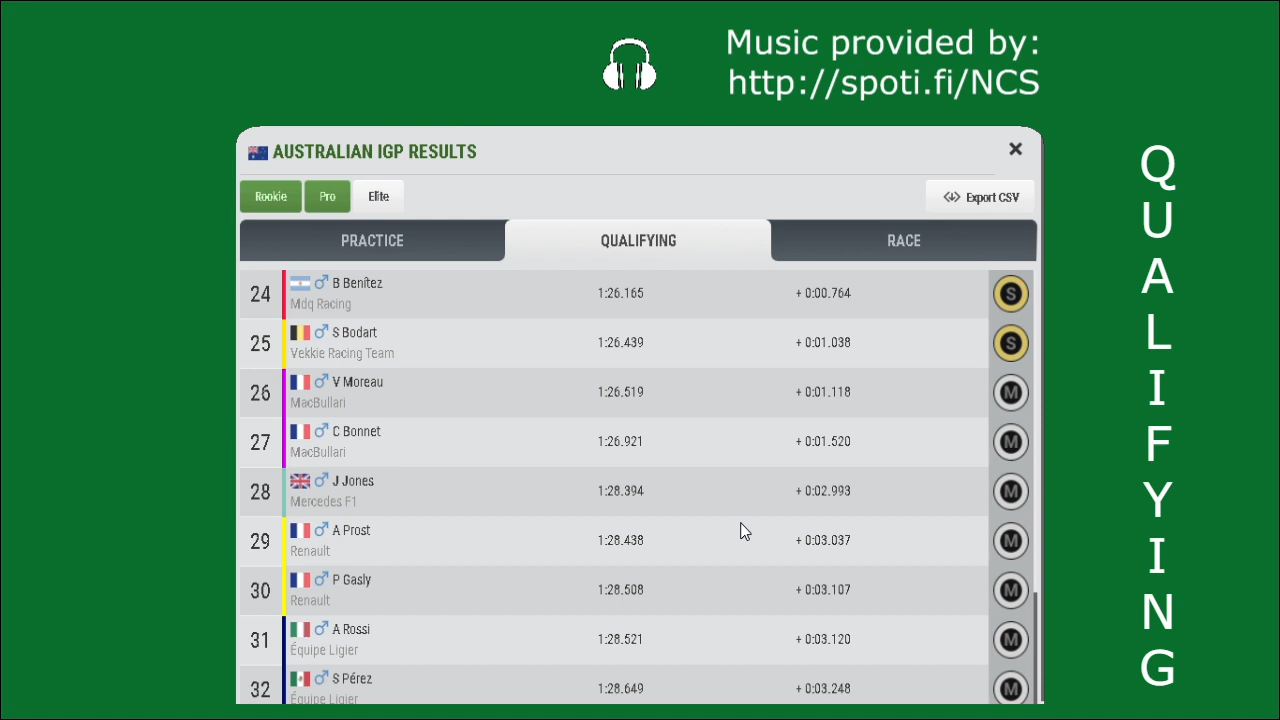 Music provided by:
http://spoti.fi/NCS
AUSTRALIAN IGP RESULTS
Rookie Pro Elite Export CSV
PRACTICE QUALIFYING RACE
24 B Benítez 1:26.165 + 0:00.764 S
Mdq Racing
25 S Bodart 1:26.439 + 0:01.038 S
Vekkie Racing Team
26 V Moreau 1:26.519 + 0:01.118 M
MacBullari
27 C Bonnet 1:26.921 + 0:01.520 M
MacBullari
28 J Jones 1:28.394 + 0:02.993 M
Mercedes F1
29 A Prost 1:28.438 + 0:03.037 M
Renault
30 P Gasly 1:28.508 + 0:03.107 M
Renault
31 A Rossi 1:28.521 + 0:03.120 M
Équipe Ligier
32 S Pérez 1:28.649 + 0:03.248 M
Équipe Ligier
QUALIFYING